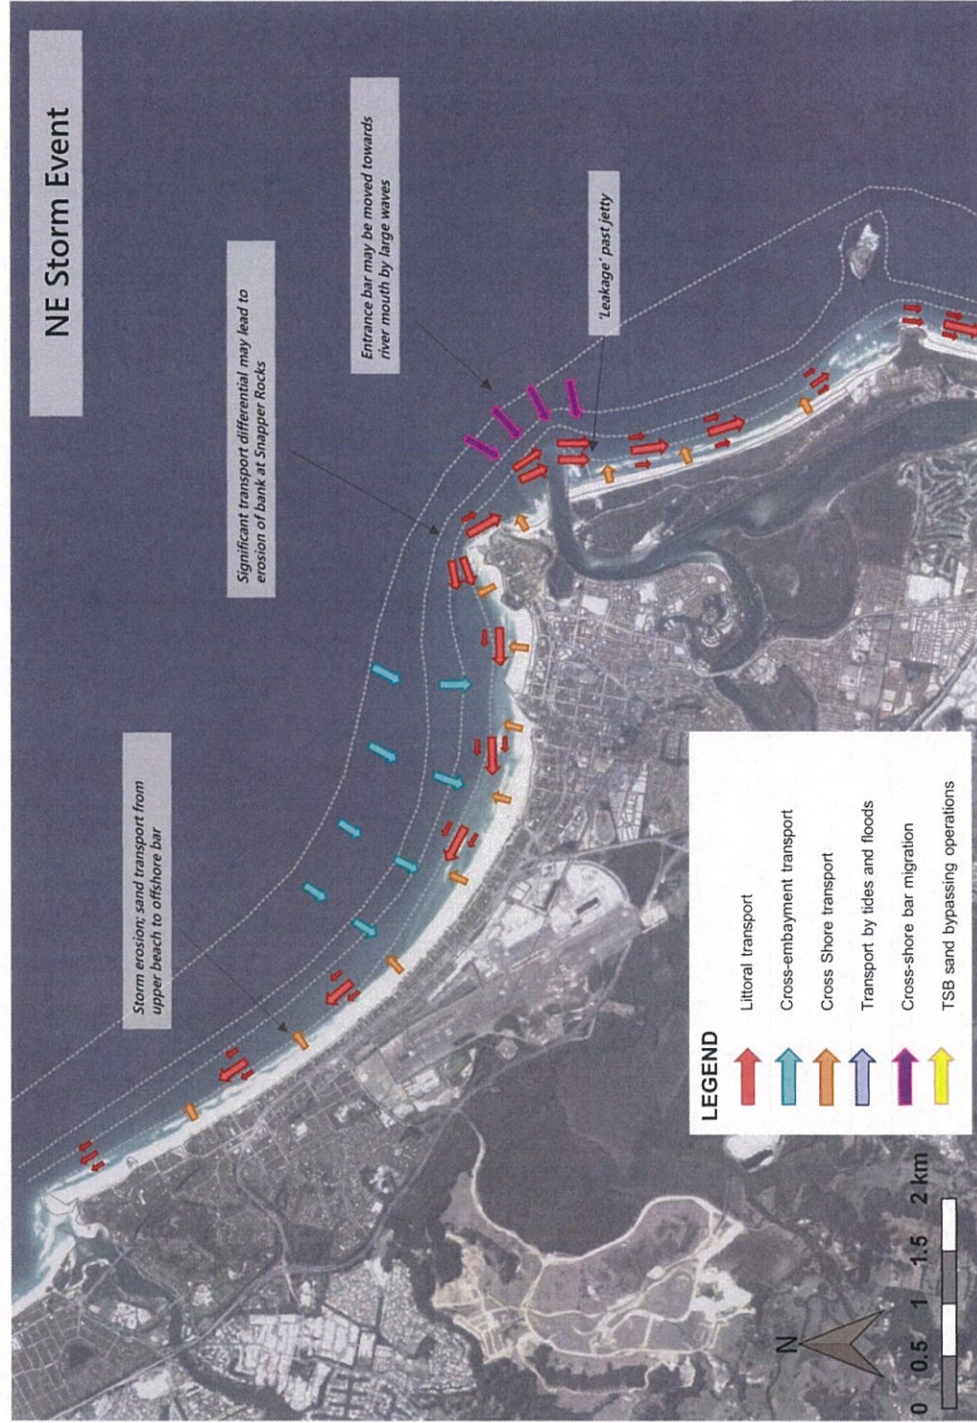 NE Storm Event
Entrance bar may be moved towards
river mouth by large waves
Significant transport differential may lead to
erosion of bank at Snapper Rocks
'Leakage' past jetty
Storm erosion; sand transport from
upper beach to offshore bar
LEGEND
Littoral transport
Cross-embayment transport
Cross Shore transport
Transport by tides and floods
Cross-shore bar migration
TSB sand bypassing operations
N
0 0.5 1 1.5 2 km